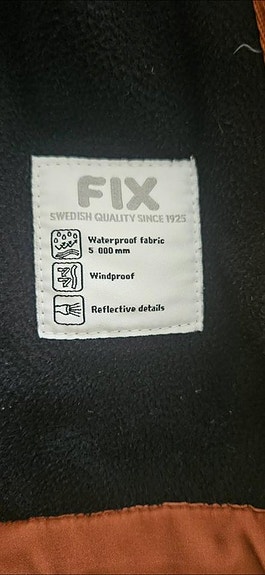 FIX
SWEDISH QUALITY SINCE 1925
Waterproof fabric
5 000 mm
Windproof
Reflective details